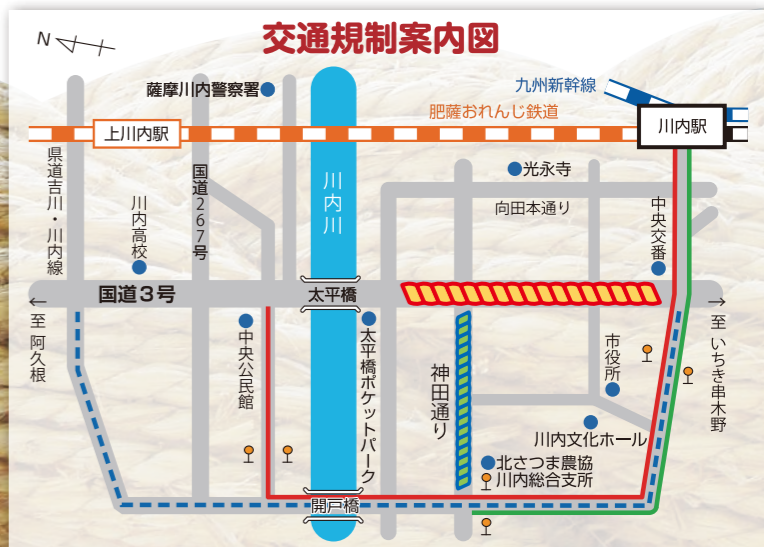 交通規制案内図
N
九州新幹線
薩摩川内警察署
肥薩おれんじ鉄道
上川内駅
川内駅
県道吉川・川内線
川内高校
国道267号
川内川
光永寺
向田本通り
中央交番
国道3号
太平橋
← 至 阿久根
→ 至 いちき串木野
中央公民館
太平橋ポケットパーク
神田通り
市役所
川内文化ホール
北さつま農協
川内総合支所
開戸橋